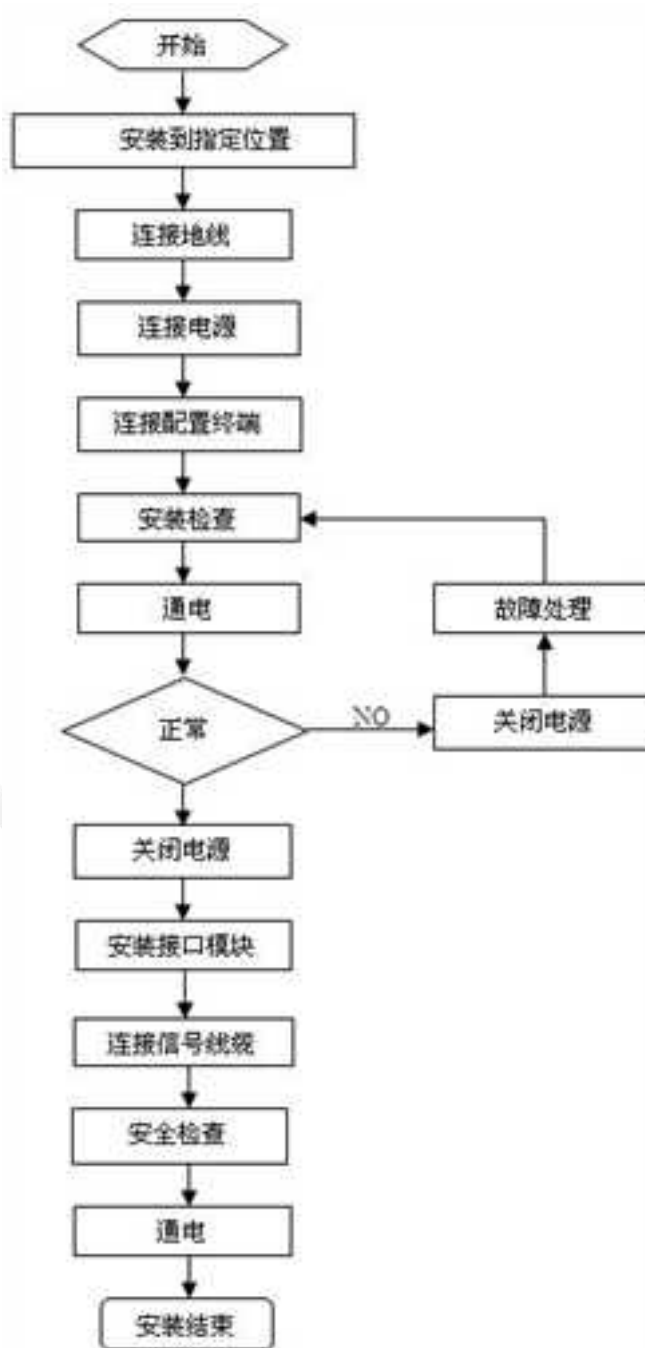 开始
安装到指定位置
连接地线
连接电源
连接配置终端
安装检查
通电
故障处理
正常
NO
关闭电源
关闭电源
安装接口模块
连接信号线缆
安全检查
通电
安装结束